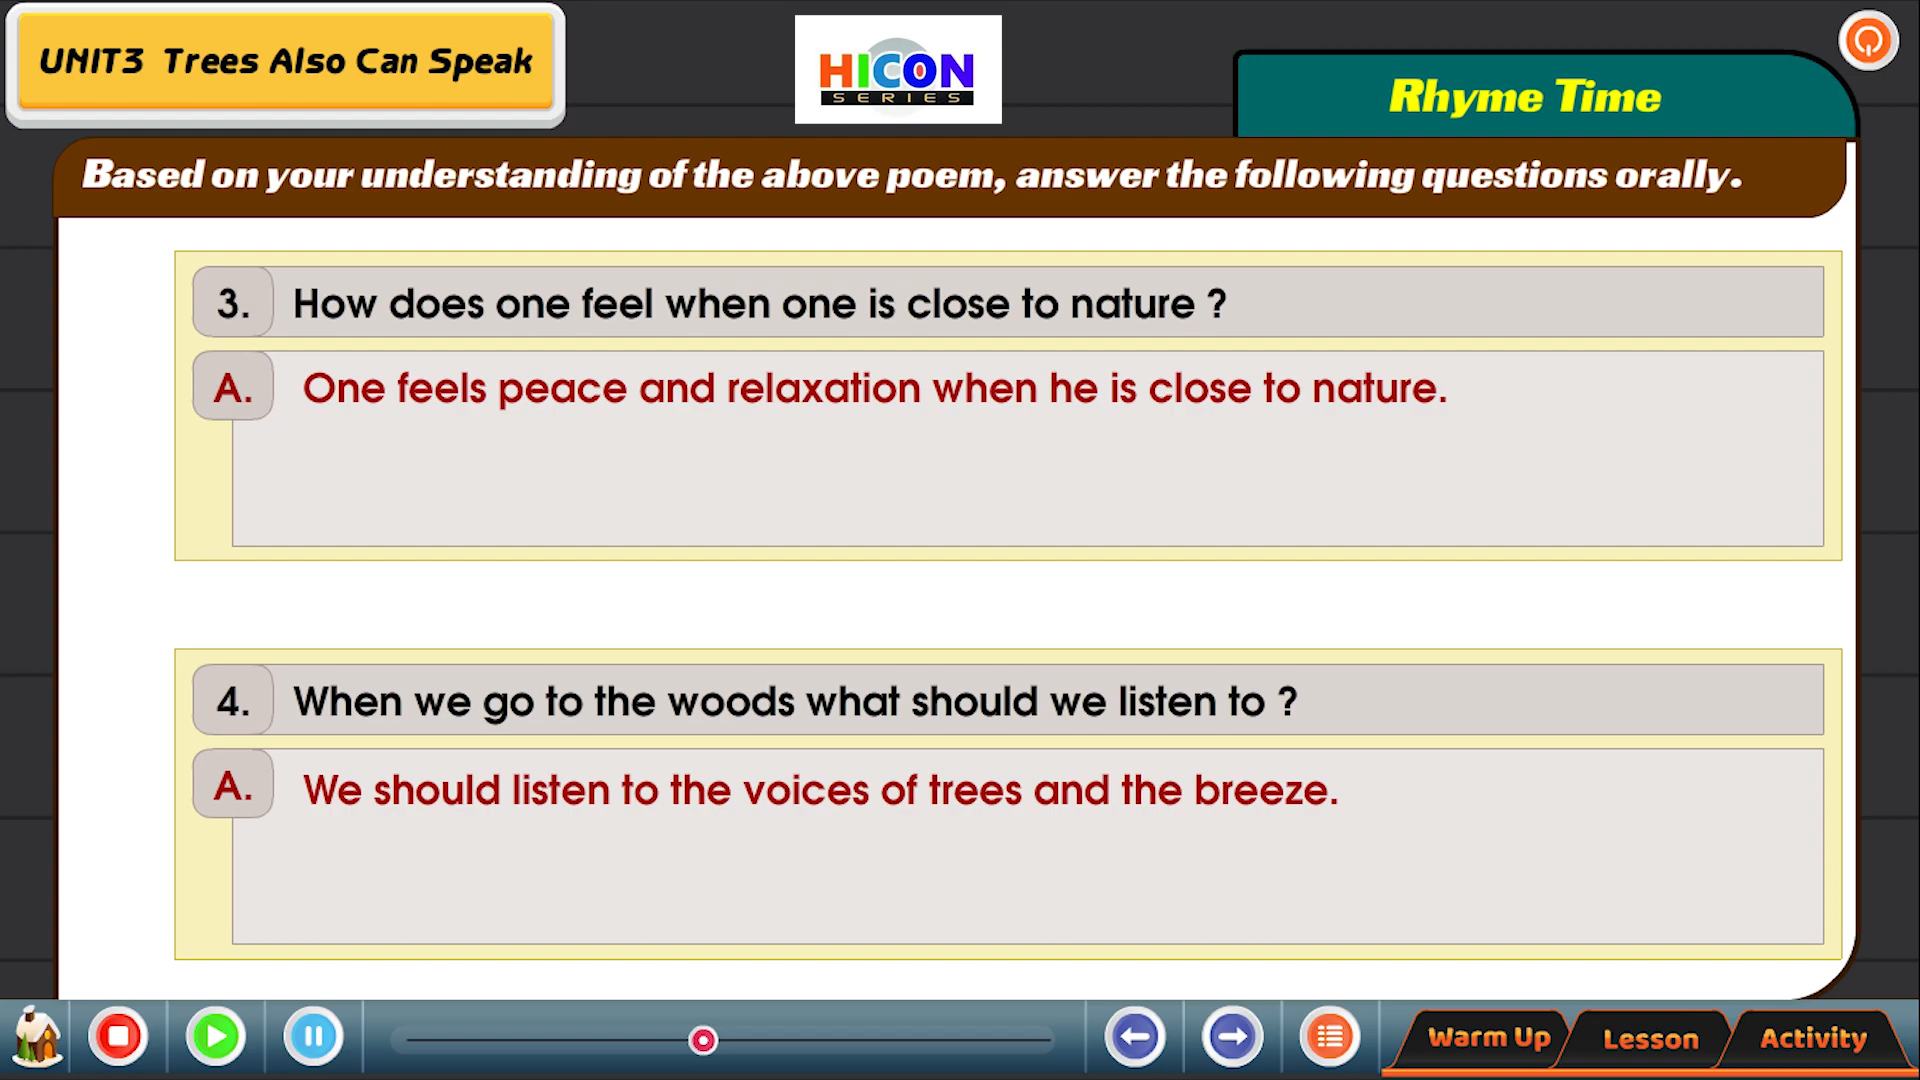 UNIT3 Trees Also Can Speak
HICON
SERIES
Rhyme Time
Based on your understanding of the above poem, answer the following questions orally.
3. How does one feel when one is close to nature ?
A. One feels peace and relaxation when he is close to nature.
4. When we go to the woods what should we listen to ?
A. We should listen to the voices of trees and the breeze.
Warm Up Lesson Activity